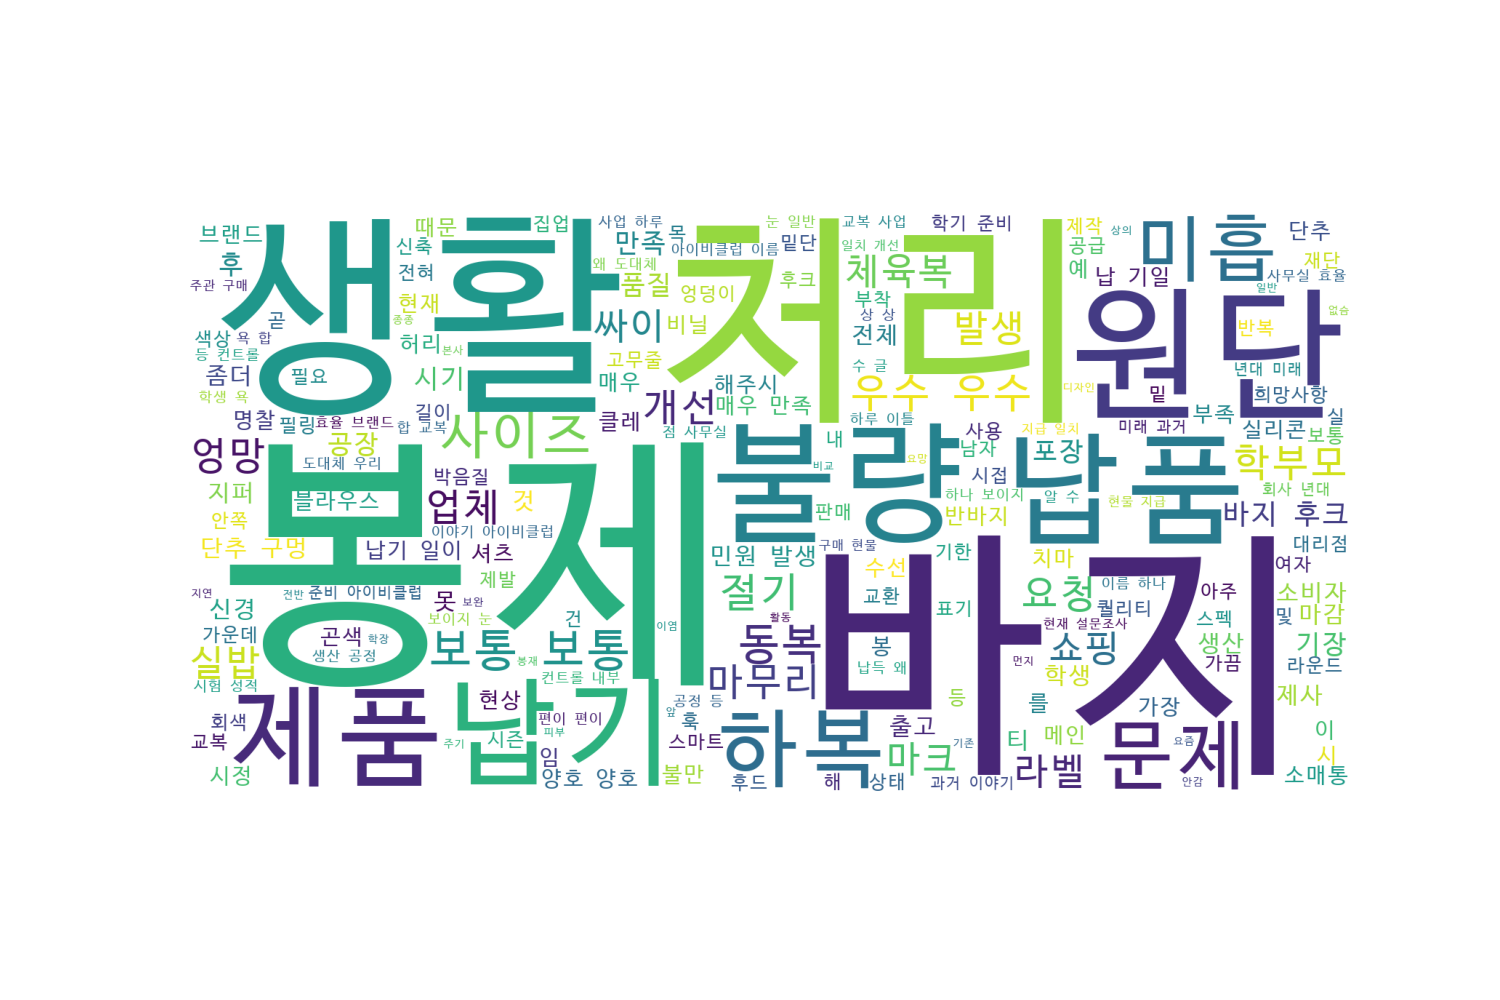 브랜드
때문
집업
사업 하루
목
눈 일반
교복 사업
학기 준비
제작
상의
미흡
단추
후
신축
만족
아이비클럽 이름
밑단
일치 개선
공급
재단
주관 구매
전혀
생활
왜 도대체
품질
엉덩이
처리
후크
체육복
예
납 기일
사무실 효율
현재
종종
곧
싸이
비닐
부착
상 상
발생
원단
일반
없슴
색상
욕 합
허리
본사
고무줄
전체
반복
등 컨트롤
좀더
필요
시기
매우
해주시
수 글
우수 우수
디자인
밑
년대 미래
희망사항
학생 욕
명찰
필링
효율 브랜드
길이
합 교복
사이즈
클레
개선
점 사무실
매우 만족
하루 이틀
내
사용
지급 일치
미래 과거
부족
실리콘
실
보통
엉망
공장
도대체 우리
박음질
봉제
불량
비교
요망
남자
시접
포장
납품
학부모
지퍼
블라우스
업체
것
판매
하나 보이지
알 수
현물 지급
회사 년대
안쪽
이야기 아이비클럽
반바지
바지 후크
단추 구멍
납기 일이
셔츠
민원 발생
구매 현물
기한
치마
대리점
여자
지연
전반
준비 아이비클럽
제발
절기
수선
바지
요청
이름 하나
아주
소비자
신경
못
보완
보이지 눈
건
활동
교환
표기
퀄리티
스펙
및
마감
가운데
곤색
학장
이염
동복
봉
현재 설문조사
생산
기장
실밥
생산 공정
보통 보통
봉재
마무리
납득 왜
먼지
쇼핑
가끔
라운드
시험 성적
컨트롤 내부
학생
제품
납기
현상
앞
공정 등
하복
등
를
가장
제사
회색
편이 편이
훅
출고
교복
주기
시즌
피부
스마트
기존
티
메인
문제
요즘
이
임
마크
라벨
시
시정
양호 양호
불만
후드
해
상태
과거 이야기
안감
소매통